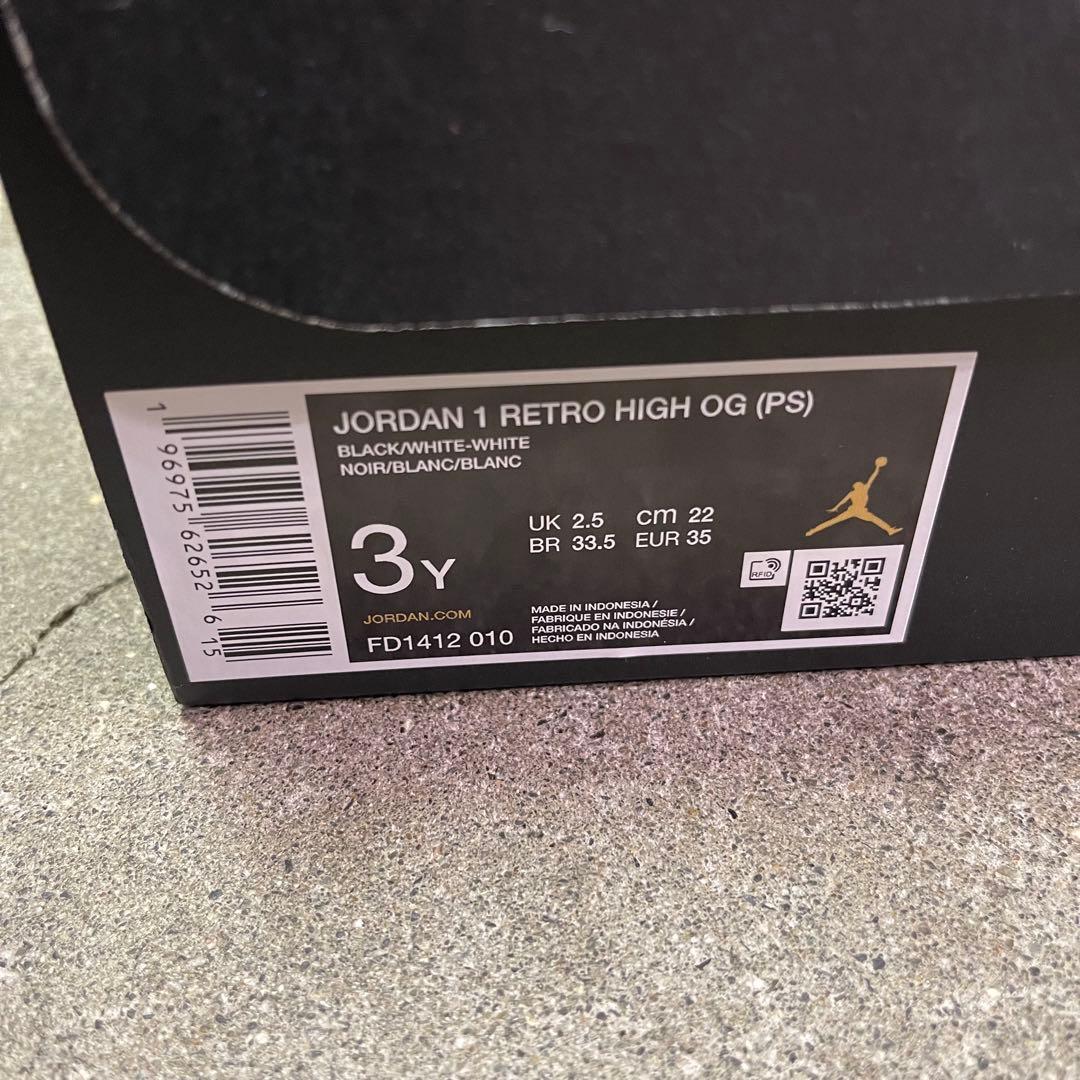 JORDAN 1 RETRO HIGH OG (PS)
BLACK/WHITE-WHITE
NOIR/BLANC/BLANC
3Y
UK 2.5 cm 22
BR 33.5 EUR 35
RFID
JORDAN.COM
FD1412 010
MADE IN INDONESIA /
FABRIQUE EN INDONESIE /
FABRICADO NA INDONÉSIA /
HECHO EN INDONESIA
1 96975 62652 6 15